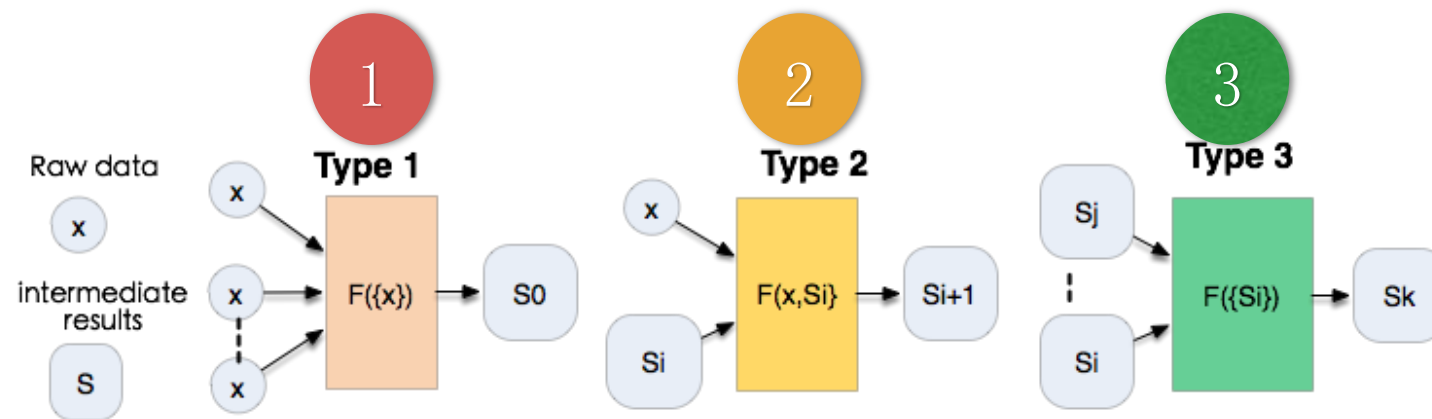 1
2
3
Type 1
Type 2
Type 3
Raw data
x
intermediate
results
S
x
x
x
F({x})
S0
x
Si
F(x,Si}
Si+1
Sj
Si
F({Si})
Sk